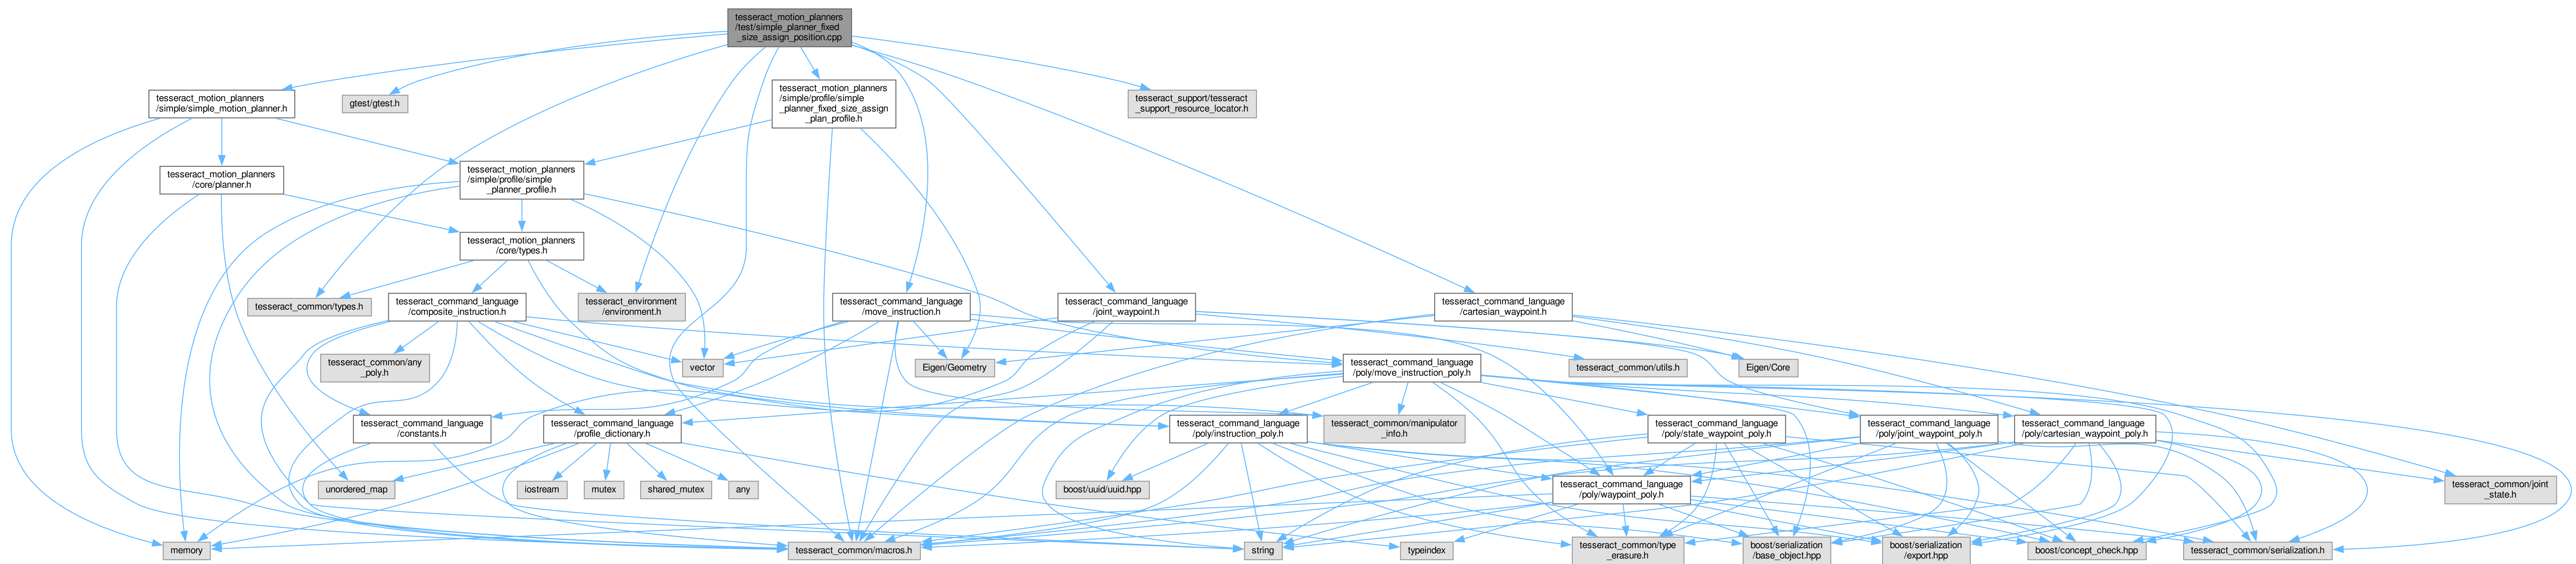 tesseract_motion_planners
/test/simple_planner_fixed
_size_assign_position.cpp
tesseract_motion_planners
/simple/simple_motion_planner.h
gtest/gtest.h
tesseract_motion_planners
/simple/profile/simple
_planner_fixed_size_assign
_plan_profile.h
tesseract_support/tesseract
_support_resource_locator.h
tesseract_motion_planners
/core/planner.h
tesseract_motion_planners
/simple/profile/simple
_planner_profile.h
tesseract_motion_planners
/core/types.h
tesseract_common/types.h
tesseract_command_language
/composite_instruction.h
tesseract_environment
/environment.h
tesseract_command_language
/move_instruction.h
tesseract_command_language
/joint_waypoint.h
tesseract_command_language
/cartesian_waypoint.h
tesseract_common/any
_poly.h
vector
Eigen/Geometry
tesseract_command_language
/poly/move_instruction_poly.h
tesseract_common/utils.h
Eigen/Core
tesseract_command_language
/constants.h
tesseract_command_language
/profile_dictionary.h
tesseract_command_language
/poly/instruction_poly.h
tesseract_common/manipulator
_info.h
tesseract_command_language
/poly/state_waypoint_poly.h
tesseract_command_language
/poly/joint_waypoint_poly.h
tesseract_command_language
/poly/cartesian_waypoint_poly.h
unordered_map
iostream
mutex
shared_mutex
any
boost/uuid/uuid.hpp
tesseract_command_language
/poly/waypoint_poly.h
tesseract_common/joint
_state.h
memory
tesseract_common/macros.h
string
typeindex
tesseract_common/type
_erasure.h
boost/serialization
/base_object.hpp
boost/serialization
/export.hpp
boost/concept_check.hpp
tesseract_common/serialization.h